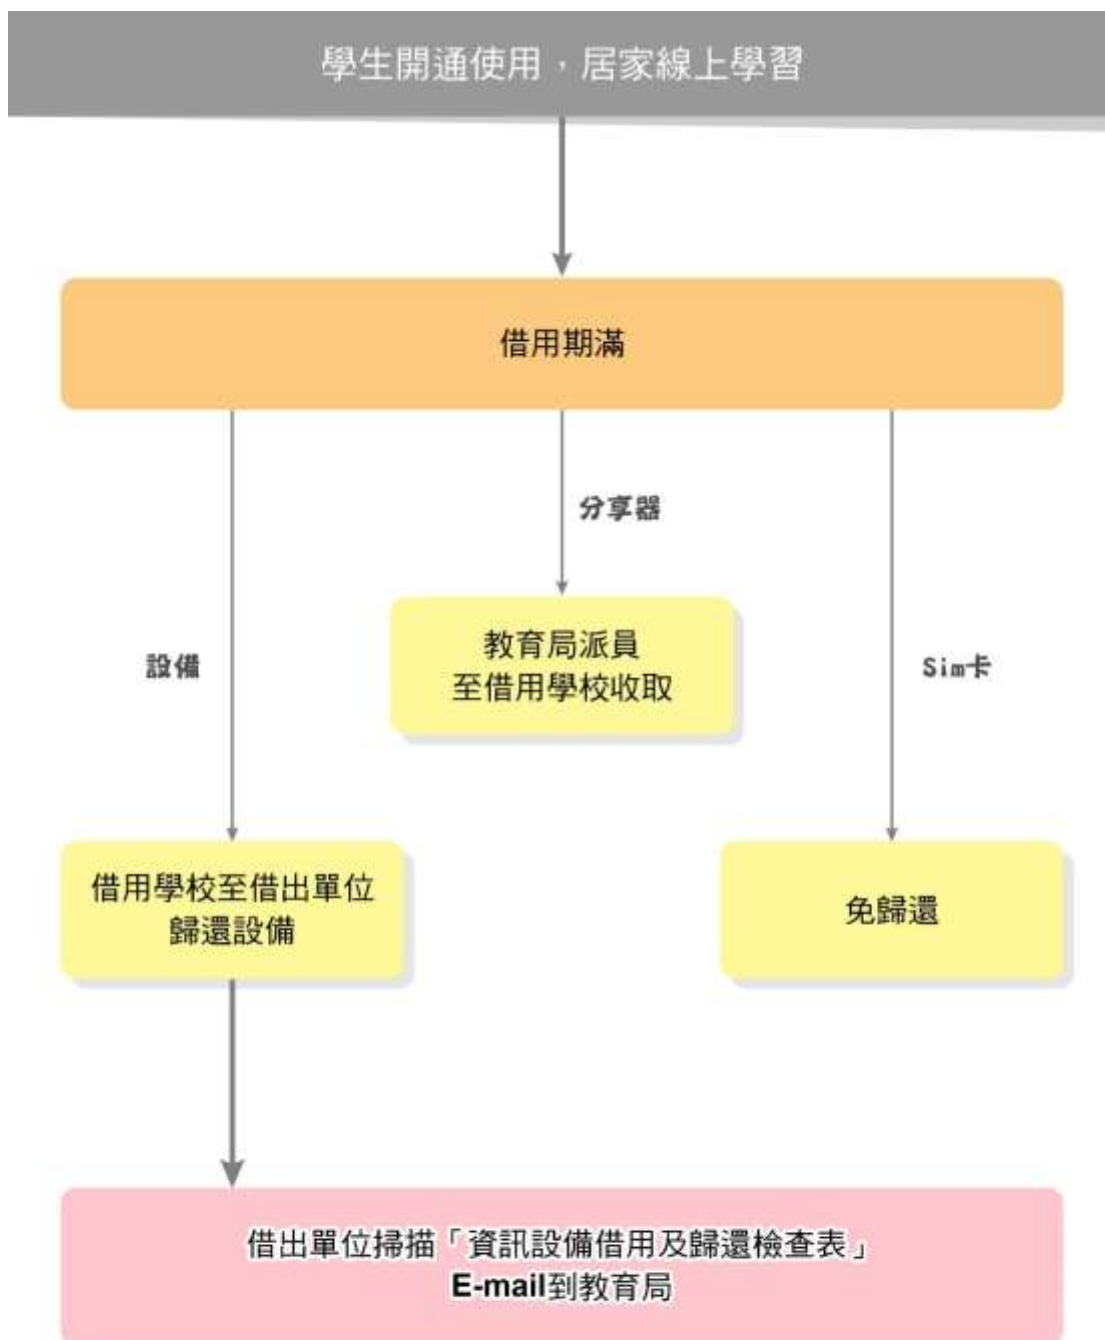 學生開通使用，居家線上學習
借用期滿
分享器
教育局派員
至借用學校收取
設備
Sim卡
借用學校至借出單位
歸還設備
免歸還
借出單位掃描「資訊設備借用及歸還檢查表」
E-mail到教育局